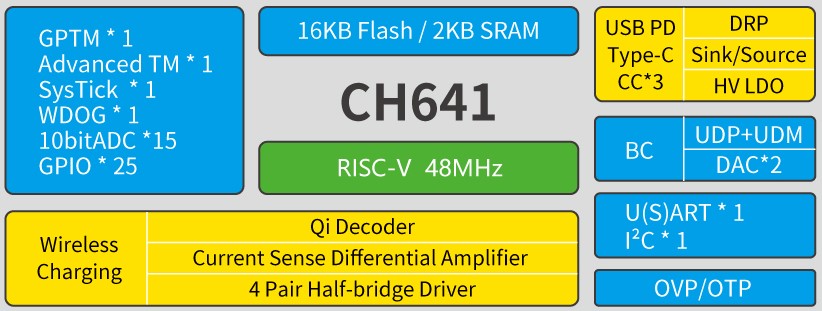 GPTM * 1
Advanced TM * 1
SysTick * 1
WDOG * 1
10bitADC *15
GPIO * 25
16KB Flash / 2KB SRAM
CH641
RISC-V 48MHz
USB PD
Type-C
CC*3
DRP
Sink/Source
HV LDO
BC
UDP+UDM
DAC*2
U(S)ART * 1
I²C * 1
OVP/OTP
Wireless
Charging
Qi Decoder
Current Sense Differential Amplifier
4 Pair Half-bridge Driver